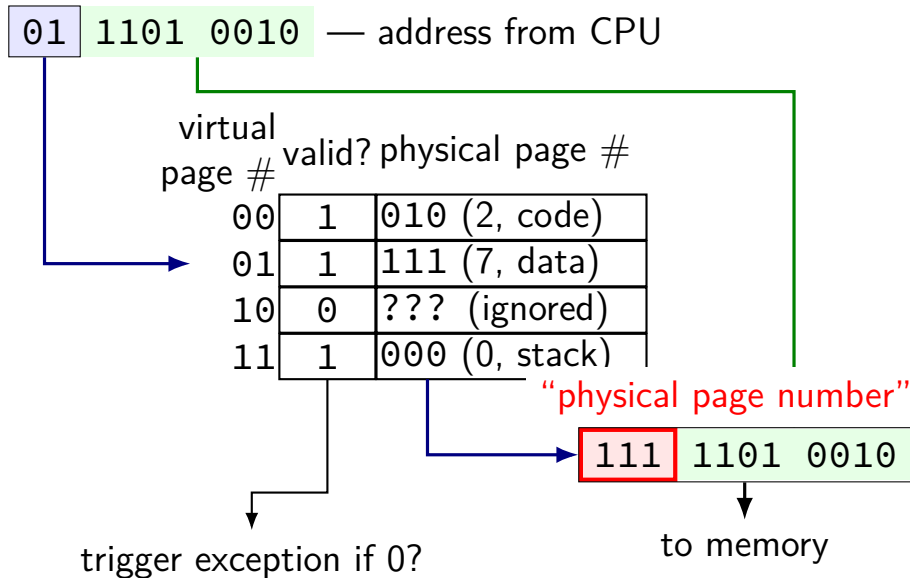 01 1101 0010 — address from CPU
virtual page # valid? physical page #
00 1 010 (2, code)
01 1 111 (7, data)
10 0 ??? (ignored)
11 1 000 (0, stack)
“physical page number”
111 1101 0010
to memory
trigger exception if 0?